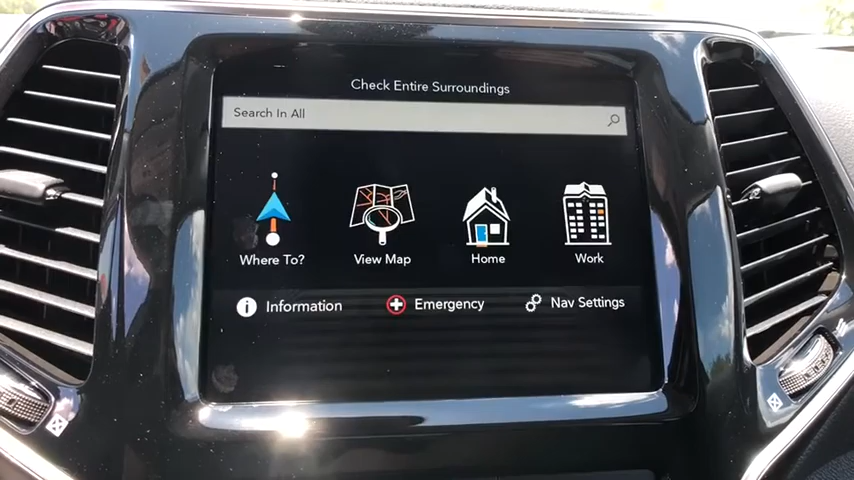 Check Entire Surroundings
Search In All
Where To?
View Map
Home
Work
Information
Emergency
Nav Settings